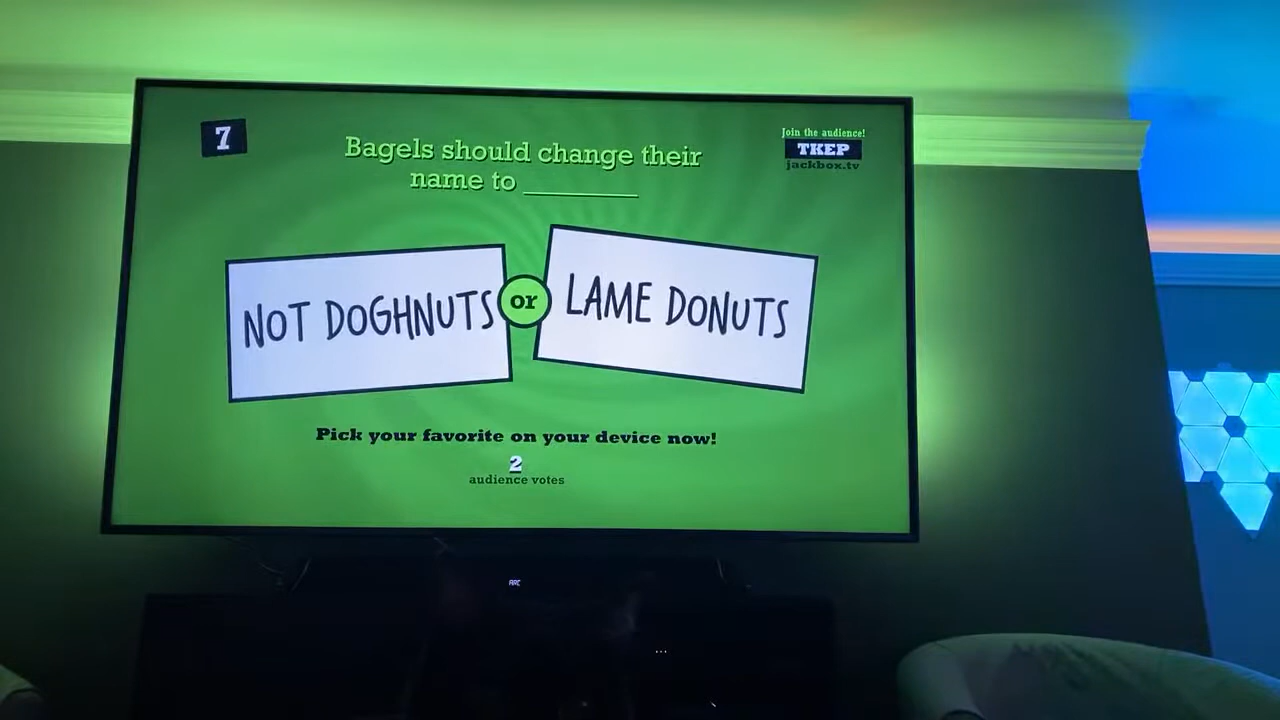 7
Bagels should change their
name to ________
Join the audience!
TKEP
jackbox.tv
NOT DOGHNUTS
or
LAME DONUTS
Pick your favorite on your device now!
2
audience votes
ARC